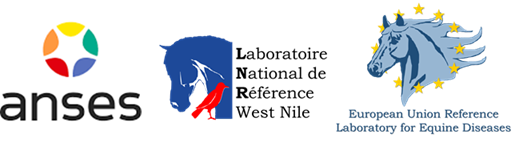 anses
Laboratoire
National de
Référence
West Nile
European Union Reference
Laboratory for Equine Diseases